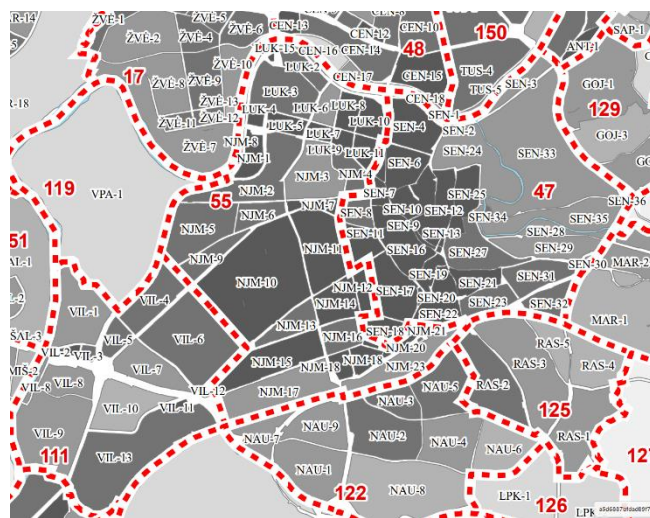 ŽVĖ-1
ŽVĖ-5
CEN-13
CEN-10
150
SAP-1
ŽVĖ-2
ŽVĖ-4
ŽVĖ-6
CEN-12
ANT-1
LUK-15
CEN-16
CEN-14
48
GOJ-1
17
ŽVĖ-10
LUK-2
CEN-17
CEN-15
TUS-4
SEN-3
ŽVĖ-8
ŽVĖ-9
LUK-3
CEN-18
TUS-5
129
ŽVĖ-13
LUK-4
LUK-6
LUK-8
SEN-1
ŽVĖ-11
ŽVĖ-12
LUK-5
LUK-7
LUK-10
SEN-4
SEN-2
GOJ-3
ŽVĖ-7
NJM-8
LUK-9
LUK-11
SEN-24
SEN-33
NJM-1
SEN-6
119
VPA-1
55
NJM-2
NJM-3
NJM-4
SEN-7
SEN-25
47
NJM-6
NJM-7
SEN-8
SEN-10
SEN-12
SEN-34
SEN-36
51
NJM-5
SEN-9
SEN-13
SEN-35
SEN-11
SEN-28
NJM-9
NJM-11
SEN-16
SEN-27
SEN-29
SEN-30
MAR-2
NJM-10
NJM-12
SEN-17
SEN-19
SEN-21
SEN-31
VIL-1
VIL-4
NJM-14
SEN-20
SEN-23
SEN-32
ŠAL-3
VIL-5
VIL-6
NJM-13
NJM-16
SEN-18
SEN-22
NJM-21
MAR-1
VIL-2
VIL-3
NJM-15
NJM-18
NJM-18
NJM-20
RAS-5
MIŠ-2
VIL-7
NJM-23
RAS-3
RAS-4
VIL-8
VIL-8
VIL-12
NJM-17
NAU-5
RAS-2
VIL-10
VIL-11
NAU-3
125
VIL-9
NAU-9
NAU-2
NAU-4
NAU-6
RAS-1
111
VIL-13
NAU-7
NAU-1
122
NAU-8
LPK-1
126